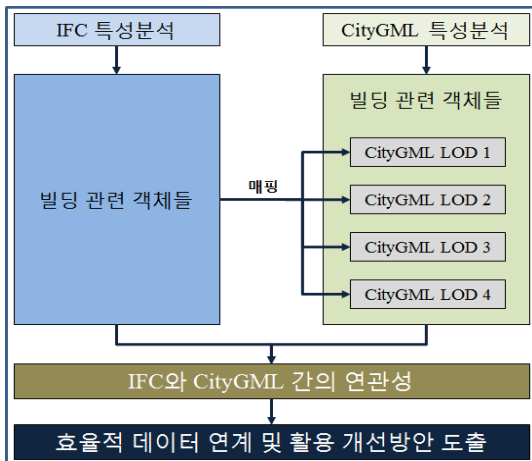 IFC 특성분석
CityGML 특성분석
빌딩 관련 객체들
매핑
빌딩 관련 객체들
CityGML LOD 1
CityGML LOD 2
CityGML LOD 3
CityGML LOD 4
IFC와 CityGML 간의 연관성
효율적 데이터 연계 및 활용 개선방안 도출